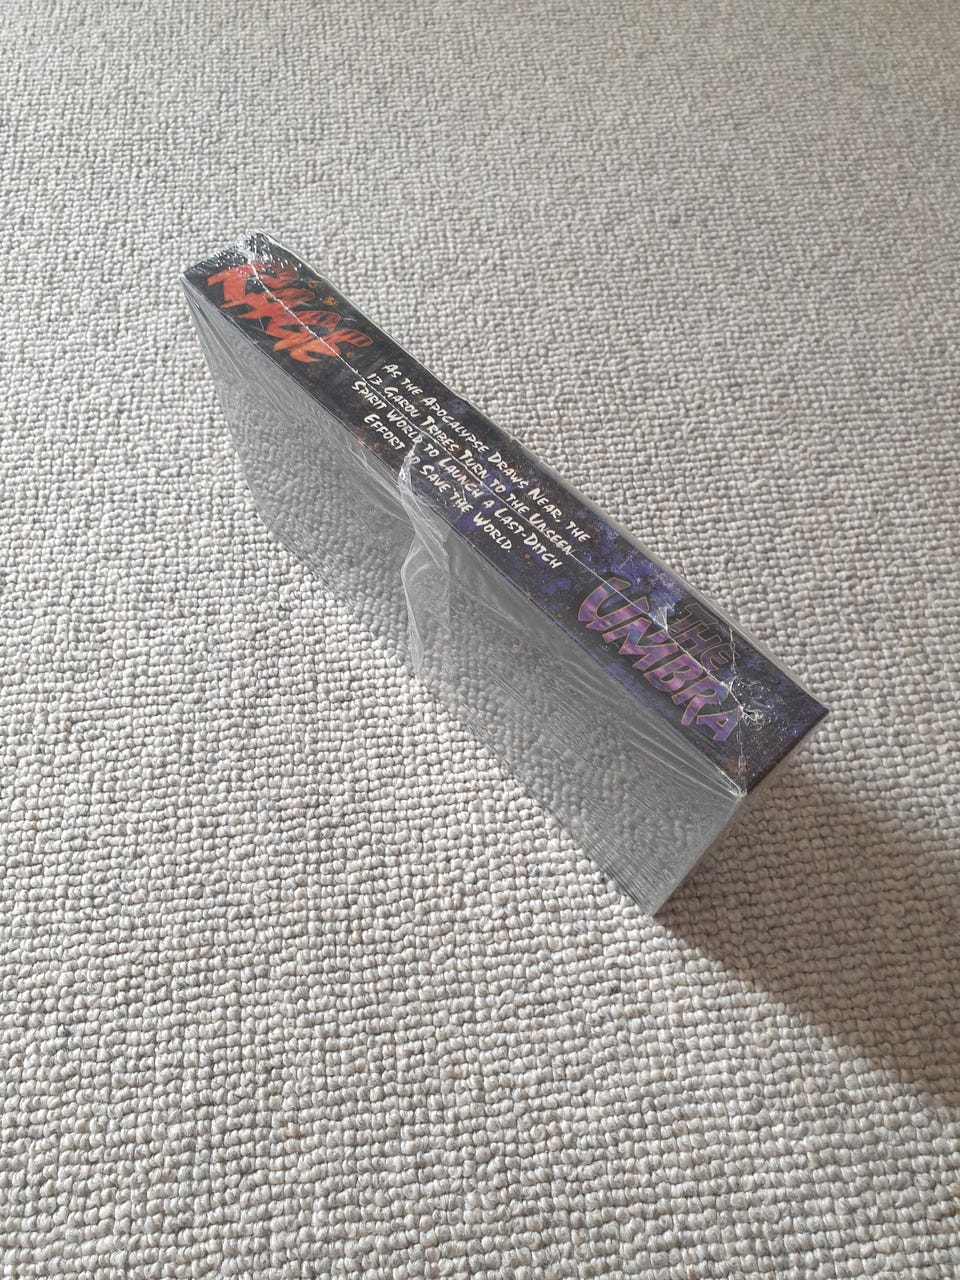 RAGE
AS THE APOCALYPSE DRAWS NEAR, THE
13 GAROU TRIBES TURN TO THE UNSEEN
SPIRIT WORLD TO LAUNCH A LAST-DITCH
EFFORT TO SAVE THE WORLD.
THE
UMBRA